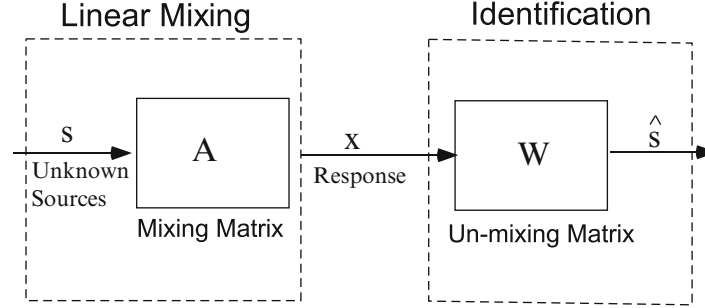 Linear Mixing
Identification
s
Unknown
Sources
A
Mixing Matrix
x
Response
W
Un-mixing Matrix
ŝ